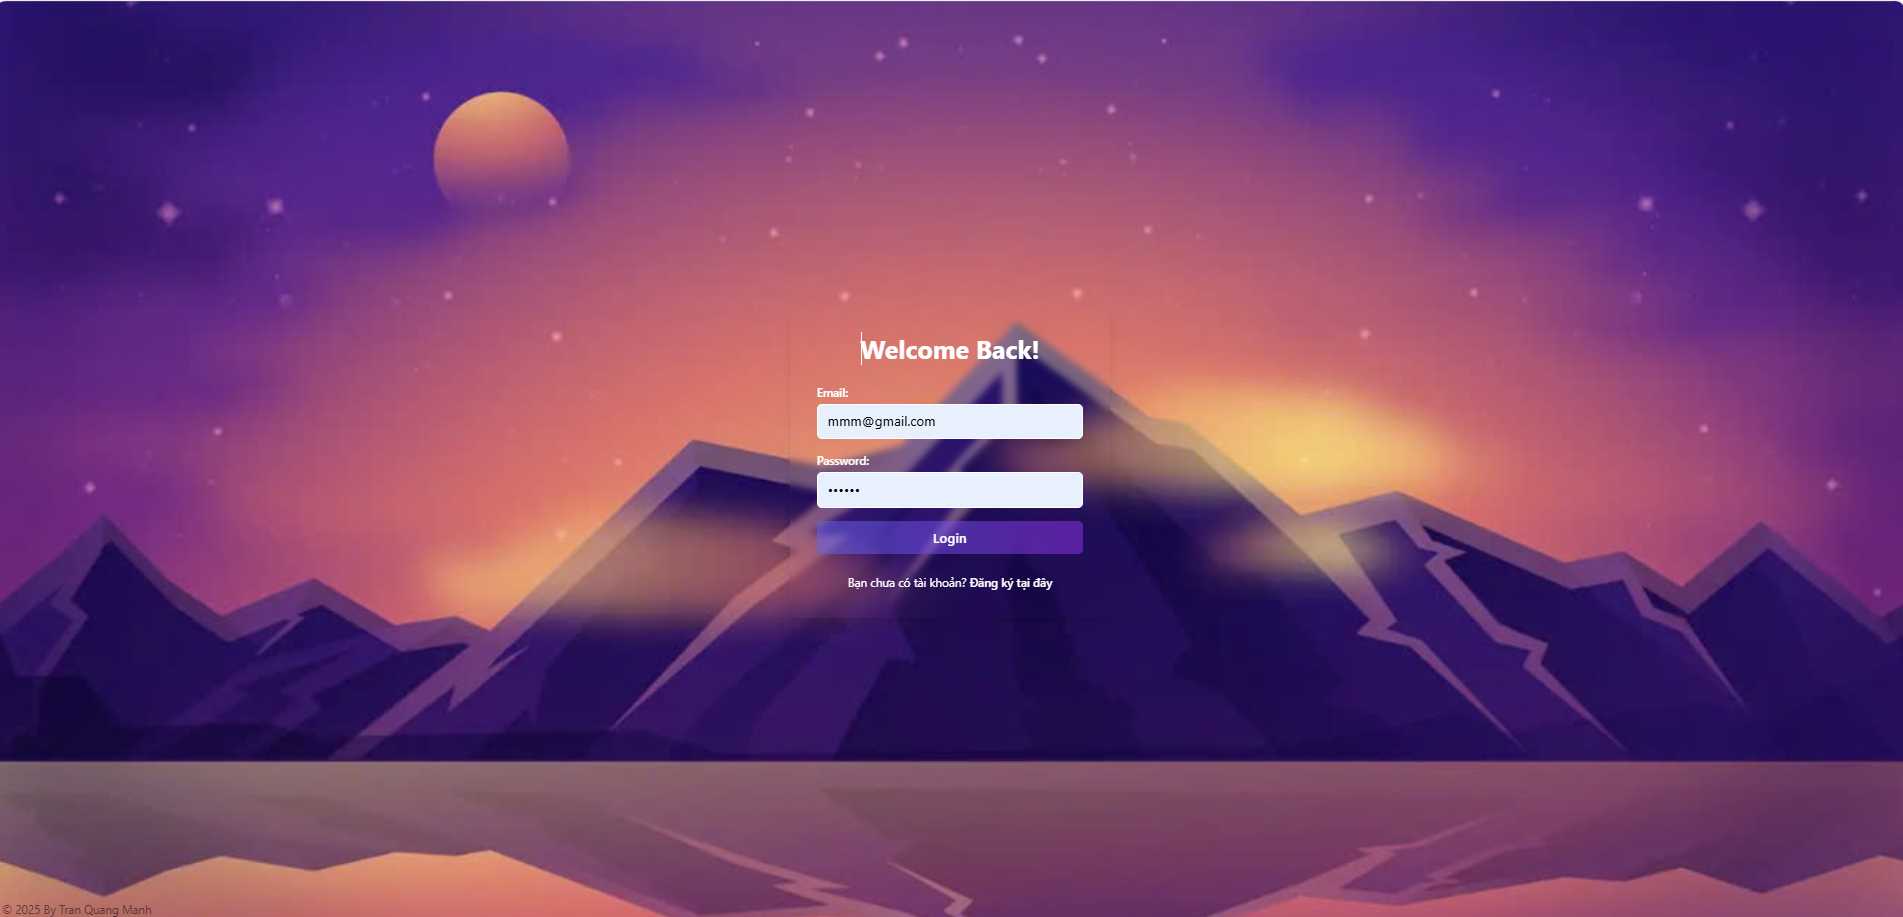 Welcome Back!
Email:
mmm@gmail.com
Password:
••••••
Login
Bạn chưa có tài khoản? Đăng ký tại đây
© 2025 By Tran Quang Manh